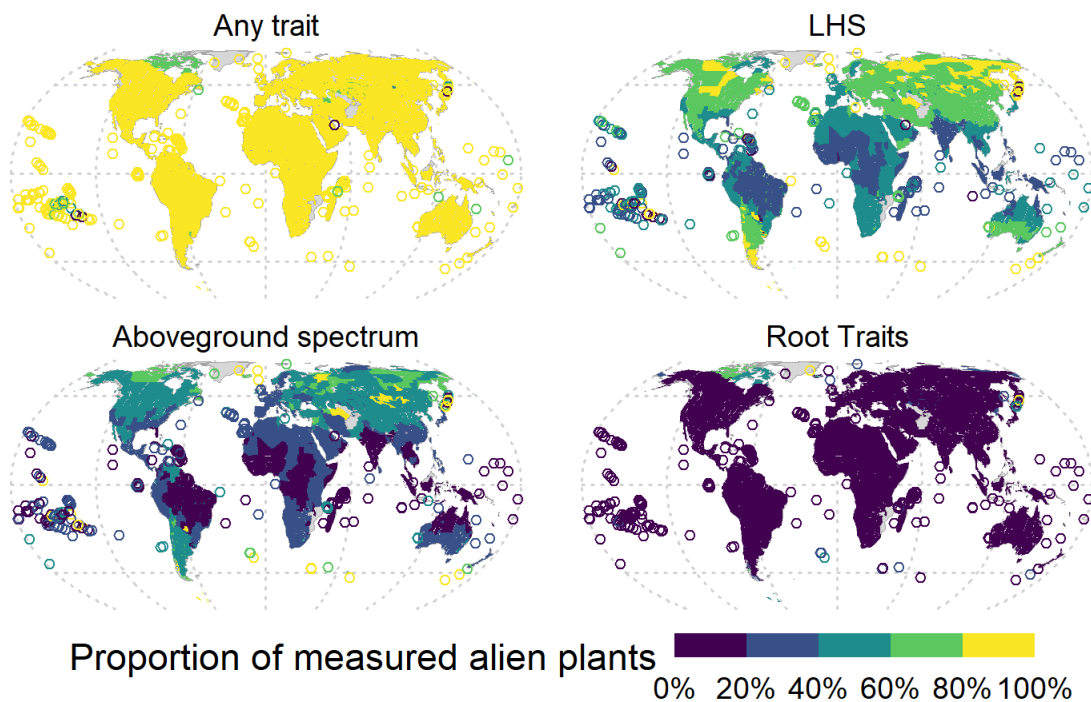 Any trait
LHS
Aboveground spectrum
Root Traits
Proportion of measured alien plants
0% 20% 40% 60% 80% 100%